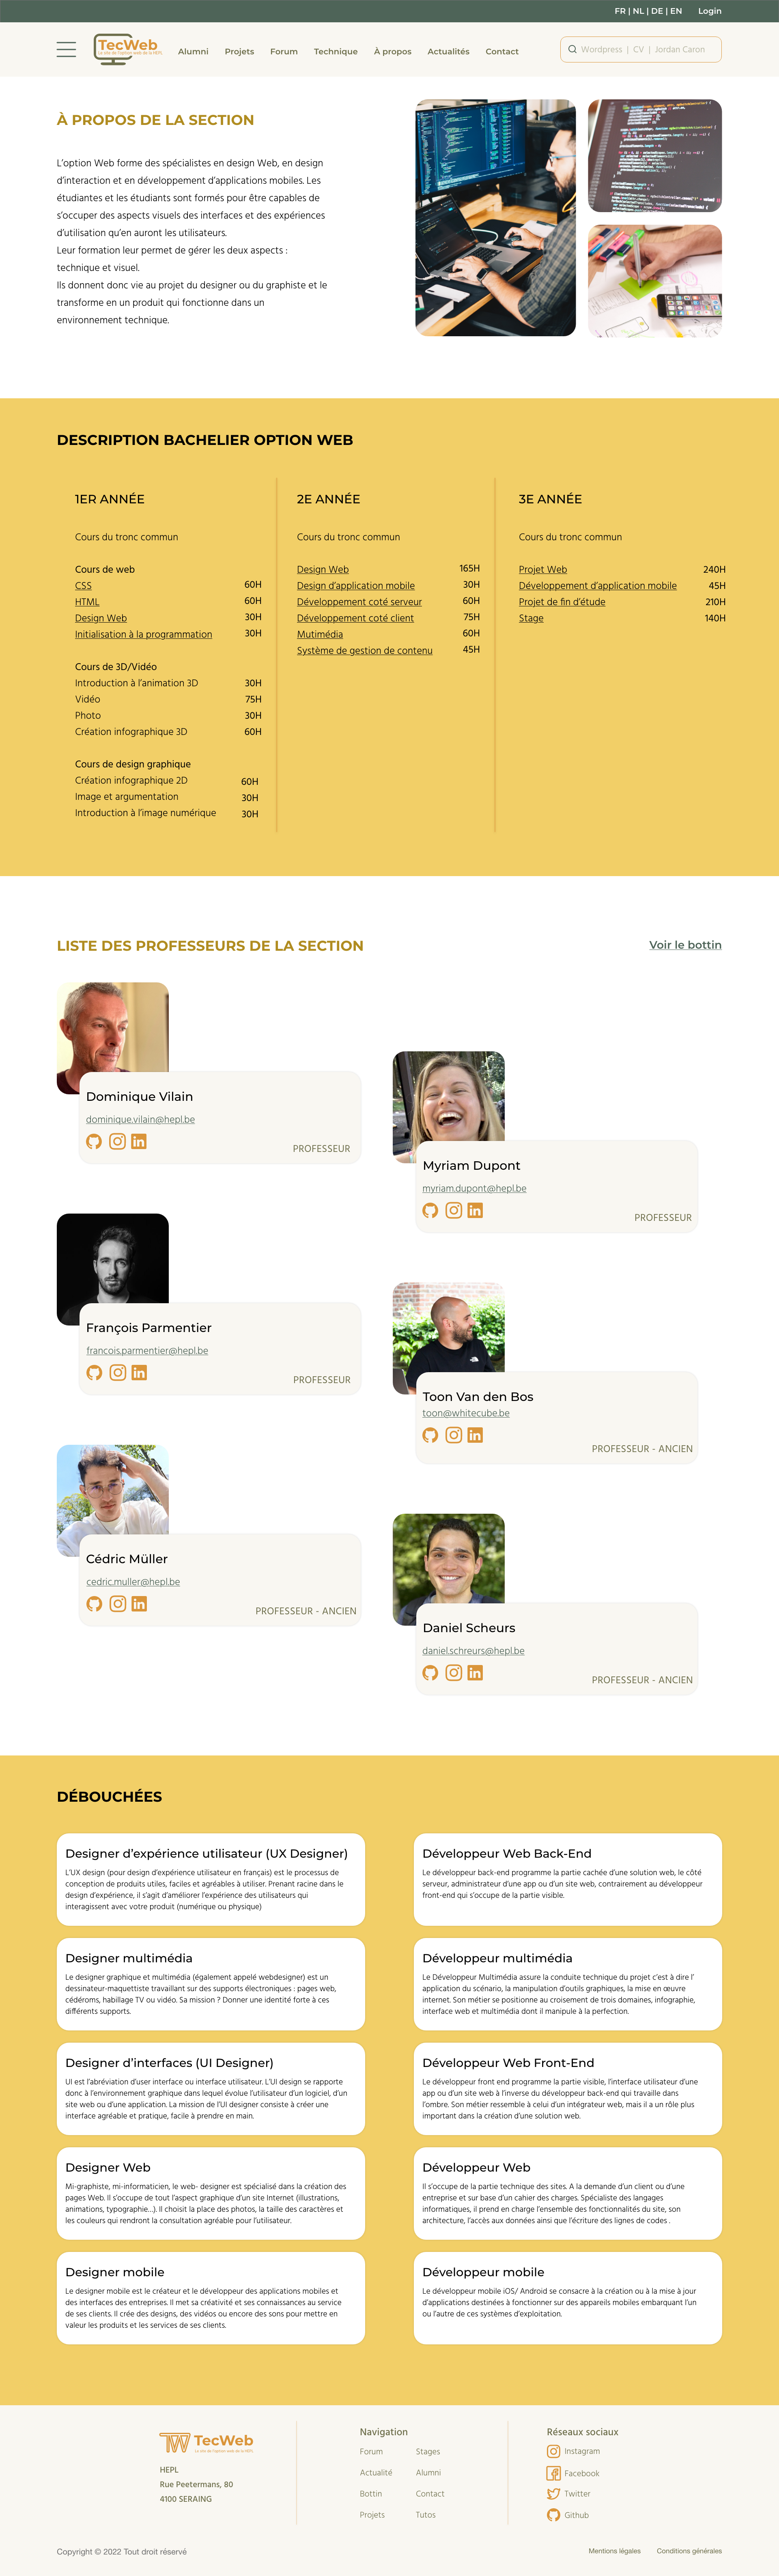 FR | NL | DE | EN Login
TecWeb
Alumni Projets Forum Technique À propos Actualités Contact
Wordpress | CV | Jordan Caron
À PROPOS DE LA SECTION
L'option Web forme des spécialistes en design Web, en design
d'interaction et en développement d'applications mobiles. Les
étudiantes et les étudiants sont formés pour être capables de
s'occuper des aspects visuels des interfaces et des expériences
d'utilisation qu'en auront les utilisateurs.
Leur formation leur permet de gérer les deux aspects :
technique et visuel.
Ils donnent donc vie au projet du designer ou du graphiste et le
transforme en un produit qui fonctionne dans un
environnement technique.
DESCRIPTION BACHELIER OPTION WEB
1ER ANNÉE
Cours du tronc commun
Cours de web
CSS 60H
HTML 60H
Design Web 30H
Initialisation à la programmation 30H
Cours de 3D/Vidéo
Introduction à l'animation 3D 30H
Vidéo 75H
Photo 30H
Création infographique 3D 60H
Cours de design graphique
Création infographique 2D 60H
Image et argumentation 30H
Introduction à l'image numérique 30H
2E ANNÉE
Cours du tronc commun
Design Web 165H
Design d'application mobile 30H
Développement coté serveur 60H
Développement coté client 75H
Mutimédia 60H
Système de gestion de contenu 45H
3E ANNÉE
Cours du tronc commun
Projet Web 240H
Développement d'application mobile 45H
Projet de fin d'étude 210H
Stage 140H
LISTE DES PROFESSEURS DE LA SECTION
Voir le bottin
Dominique Vilain
dominique.vilain@hepl.be
PROFESSEUR
Myriam Dupont
myriam.dupont@hepl.be
PROFESSEUR
François Parmentier
francois.parmentier@hepl.be
PROFESSEUR
Toon Van den Bos
toon@whitecube.be
PROFESSEUR - ANCIEN
Cédric Müller
cedric.muller@hepl.be
PROFESSEUR - ANCIEN
Daniel Scheurs
daniel.schreurs@hepl.be
PROFESSEUR - ANCIEN
DÉBOUCHÉES
Designer d'expérience utilisateur (UX Designer)
L'UX design (pour design d'expérience utilisateur en français) est le processus de
conception de produits utiles, faciles et agréables à utiliser. Prenant racine dans le
design d'expérience, il s'agit d'améliorer l'expérience des utilisateurs qui
interagissent avec votre produit (numérique ou physique)
Développeur Web Back-End
Le développeur back-end programme la partie cachée d'une solution web, le côté
serveur, administrateur d'une app ou d'un site web, contrairement au développeur
front-end qui s'occupe de la partie visible.
Designer multimédia
Le designer graphique et multimédia (également appelé webdesigner) est un
dessinateur-maquettiste travaillant sur des supports électroniques : pages web,
cédéroms, habillage TV ou vidéo. Sa mission ? Donner une identité forte à ces
différents supports.
Développeur multimédia
Le Développeur Multimédia assure la conduite technique du projet c'est à dire l'
application du scénario, la manipulation d'outils graphiques, la mise en œuvre
internet. Son métier se positionne au croisement de trois domaines, infographie,
interface web et multimédia dont il manipule à la perfection.
Designer d'interfaces (UI Designer)
UI est l'abréviation d'user interface ou interface utilisateur. L'UI design se rapporte
donc à l'environnement graphique dans lequel évolue l'utilisateur d'un logiciel, d'un
site web ou d'une application. La mission de l'UI designer consiste à créer une
interface agréable et pratique, facile à prendre en main.
Développeur Web Front-End
Le développeur front end programme la partie visible, l'interface utilisateur d'une
app ou d'un site web à l'inverse du développeur back-end qui travaille dans
l'ombre. Son métier ressemble à celui d'un intégrateur web, mais il a un rôle plus
important dans la création d'une solution web.
Designer Web
Mi-graphiste, mi-informaticien, le web- designer est spécialisé dans la création des
pages Web. Il s'occupe de tout l'aspect graphique d'un site Internet (illustrations,
animations, typographie...). Il choisit la place des photos, la taille des caractères et
les couleurs qui rendront la consultation agréable pour l'utilisateur.
Développeur Web
Il s'occupe de la partie technique des sites. A la demande d'un client ou d'une
entreprise et sur base d'un cahier des charges. Spécialiste des langages
informatiques, il prend en charge l'ensemble des fonctionnalités du site, son
architecture, l'accès aux données ainsi que l'écriture des lignes de codes .
Designer mobile
Le designer mobile est le créateur et le développeur des applications mobiles et
des interfaces des entreprises. Il met sa créativité et ses connaissances au service
de ses clients. Il crée des designs, des vidéos ou encore des sons pour mettre en
valeur les produits et les services de ses clients.
Développeur mobile
Le développeur mobile iOS/ Android se consacre à la création ou à la mise à jour
d'applications destinées à fonctionner sur des appareils mobiles embarquant l'un
ou l'autre de ces systèmes d'exploitation.
TecWeb
HEPL
Rue Peetermans, 80
4100 SERAING
Navigation
Forum Stages
Actualité Alumni
Bottin Contact
Projets Tutos
Réseaux sociaux
Instagram
Facebook
Twitter
Github
Copyright © 2022 Tout droit réservé
Mentions légales Conditions générales